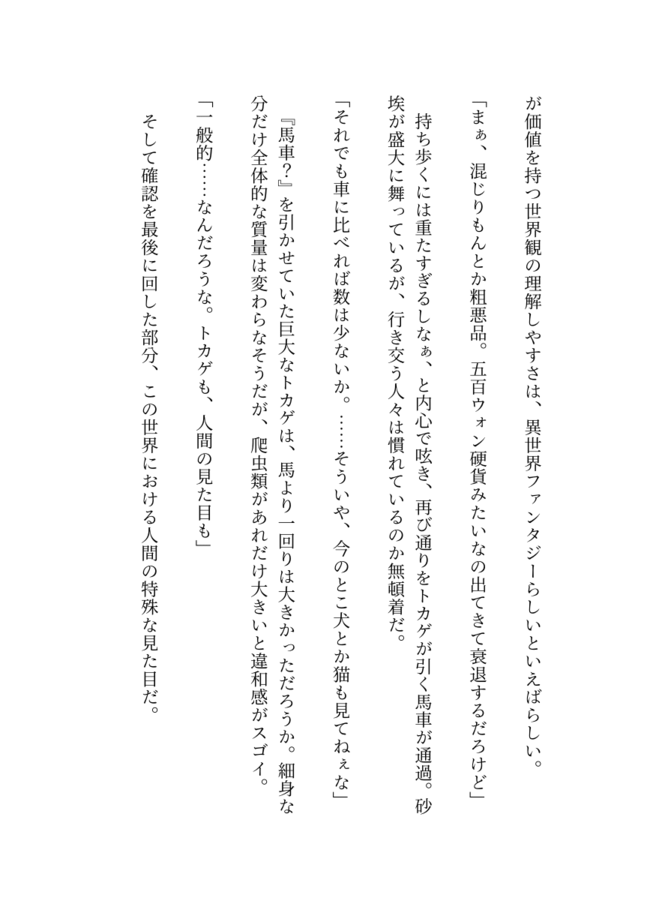 が価値を持つ世界観の理解しやすさは、異世界ファンタジーらしいといえばらしい。
「まぁ、混じりもんとか粗悪品。五百ウォン硬貨みたいなの出てきて衰退するだろけど」
持ち歩くには重たすぎるしなぁ、と内心で呟き、再び通りをトカゲが引く馬車が通過。砂
埃が盛大に舞っているが、行き交う人々は慣れているのか無頓着だ。
「それでも車に比べれば数は少ないか。……そういや、今のとこ犬とか猫も見てねぇな」
『馬車？』を引かせていた巨大なトカゲは、馬より一回りは大きかっただろうか。細身な
分だけ全体的な質量は変わらなそうだが、爬虫類があれだけ大きいと違和感がスゴイ。
「一般的……なんだろうな。トカゲも、人間の見た目も」
そして確認を最後に回した部分、この世界における人間の特殊な見た目だ。